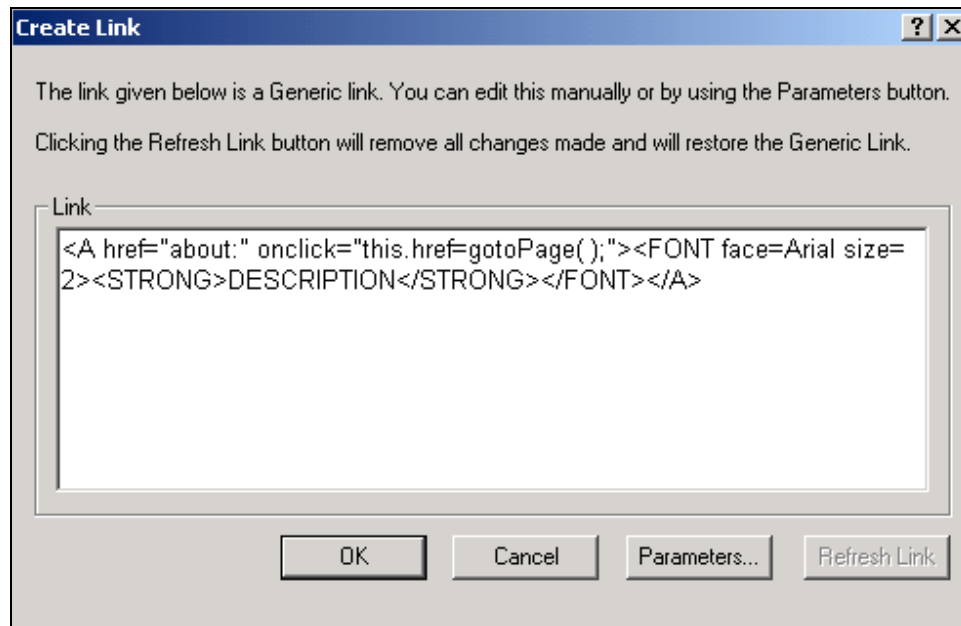 Create Link
The link given below is a Generic link. You can edit this manually or by using the Parameters button.
Clicking the Refresh Link button will remove all changes made and will restore the Generic Link.
Link
<A href="about:" onclick="this.href=gotoPage( );"><FONT face=Arial size=
2><STRONG>DESCRIPTION</STRONG></FONT></A>
OK Cancel Parameters... Refresh Link